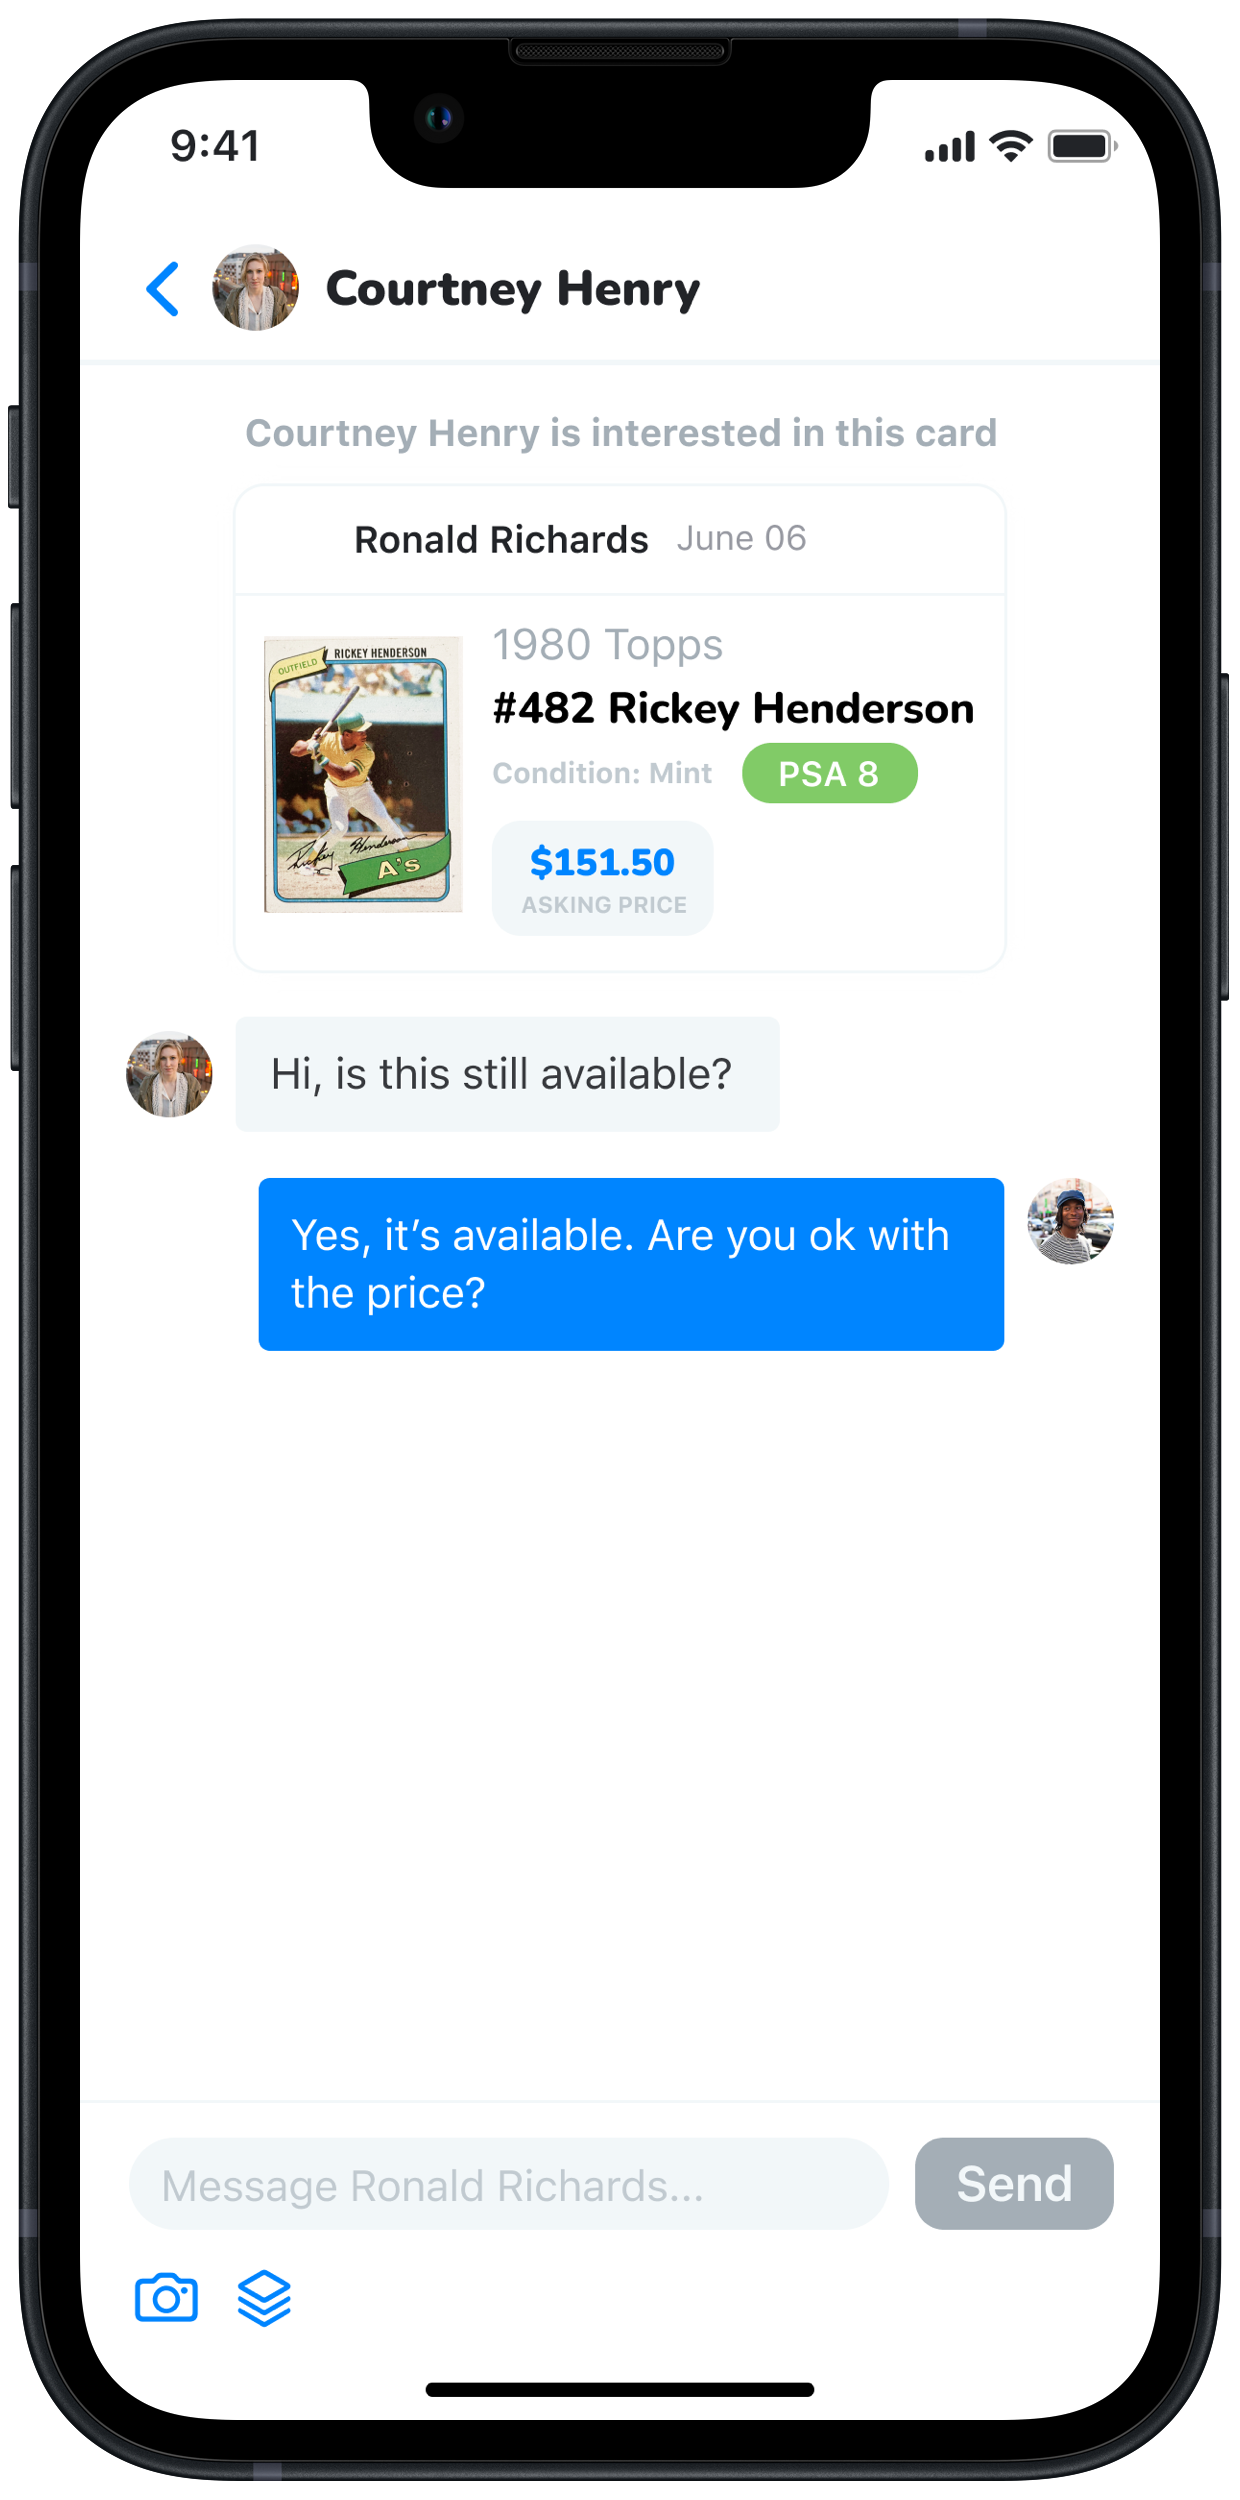 9:41
Courtney Henry
Courtney Henry is interested in this card
Ronald Richards June 06
OUTFIELD
RICKEY HENDERSON
Rickey Henderson
A's
1980 Topps
#482 Rickey Henderson
Condition: Mint PSA 8
$151.50
ASKING PRICE
Hi, is this still available?
Yes, it’s available. Are you ok with
the price?
Message Ronald Richards...
Send